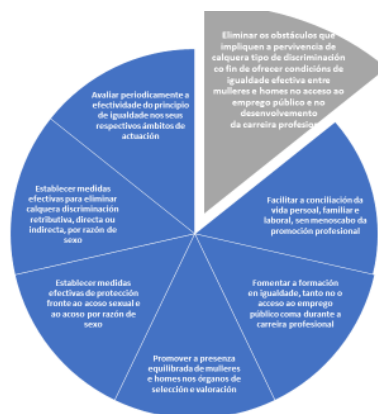 Eliminar os obstáculos que
impliquen a pervivencia de
calquera tipo de discriminación
co fin de ofrecer condicións de
igualdade efectiva entre
mulleres e homes no acceso ao
emprego público e no
desenvolvemento
da carreira profesional
Facilitar a conciliación da
vida persoal, familiar e
laboral, sen menoscabo da
promoción profesional
Fomentar a formación
en igualdade, tanto no o
acceso ao emprego
público coma durante a
carreira profesional
Promover a presenza
equilibrada de mulleres
e homes nos órganos de
selección e valoración
Establecer medidas
efectivas de protección
fronte ao acoso sexual e
ao acoso por razón de
sexo
Establecer medidas
efectivas para eliminar
calquera discriminación
retributiva, directa ou
indirecta, por razón de
sexo
Avaliar periodicamente a
efectividade do principio
de igualdade nos seus
respectivos ámbitos de
actuación